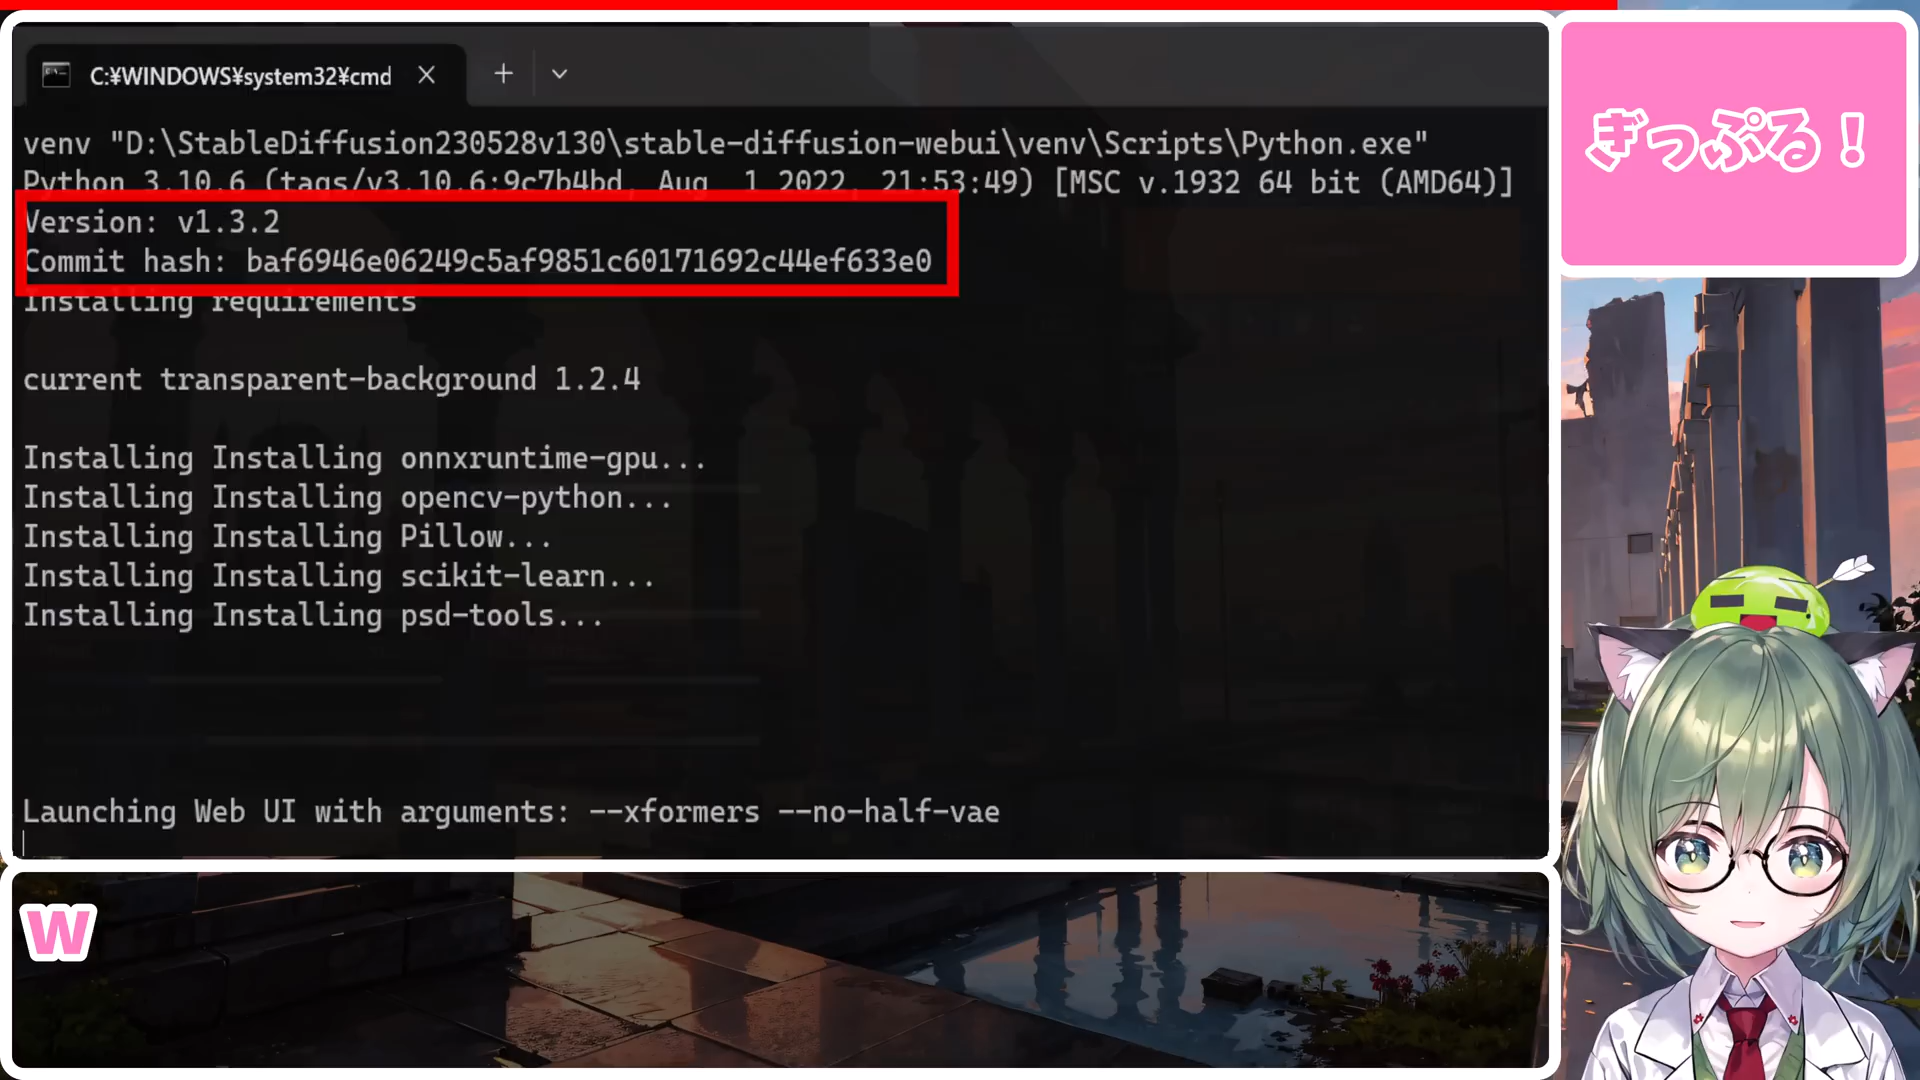 C:¥WINDOWS¥system32¥cmd
venv "D:\StableDiffusion230528v130\stable-diffusion-webui\venv\Scripts\Python.exe"
Python 3.10.6 (tags/v3.10.6:9c7b4bd, Aug  1 2022, 21:53:49) [MSC v.1932 64 bit (AMD64)]
Version: v1.3.2
Commit hash: baf6946e06249c5af9851c60171692c44ef633e0
Installing requirements
current transparent-background 1.2.4
Installing Installing onnxruntime-gpu...
Installing Installing opencv-python...
Installing Installing Pillow...
Installing Installing scikit-learn...
Installing Installing psd-tools...
Launching Web UI with arguments: --xformers --no-half-vae
ぎっぷる！
W